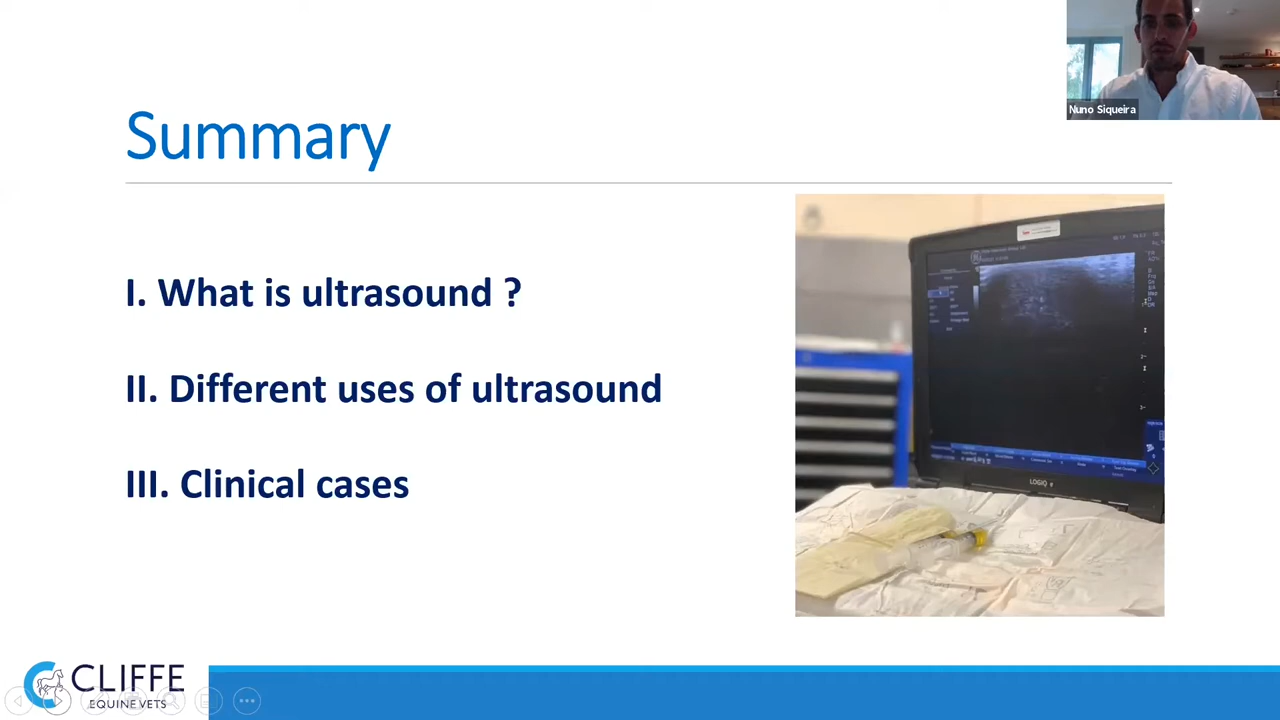 Nuno Siqueira
Summary
I. What is ultrasound ?
II. Different uses of ultrasound
III. Clinical cases
LOGIQ e
CLIFFE
EQUINE VETS